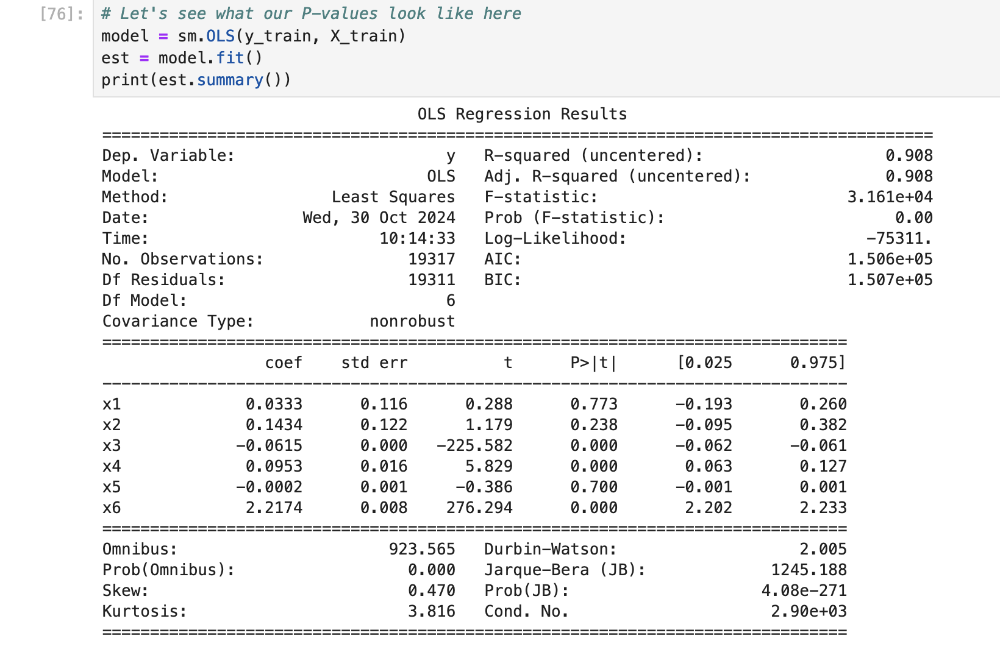 [76]: # Let's see what our P-values look like here
model = sm.OLS(y_train, X_train)
est = model.fit()
print(est.summary())
OLS Regression Results
==============================================================================
Dep. Variable: y R-squared (uncentered): 0.908
Model: OLS Adj. R-squared (uncentered): 0.908
Method: Least Squares F-statistic: 3.161e+04
Date: Wed, 30 Oct 2024 Prob (F-statistic): 0.00
Time: 10:14:33 Log-Likelihood: -75311.
No. Observations: 19317 AIC: 1.506e+05
Df Residuals: 19311 BIC: 1.507e+05
Df Model: 6
Covariance Type: nonrobust
==============================================================================
coef std err t P>|t| [0.025 0.975]
------------------------------------------------------------------------------
x1 0.0333 0.116 0.288 0.773 -0.193 0.260
x2 0.1434 0.122 1.179 0.238 -0.095 0.382
x3 -0.0615 0.000 -225.582 0.000 -0.062 -0.061
x4 0.0953 0.016 5.829 0.000 0.063 0.127
x5 -0.0002 0.001 -0.386 0.700 -0.001 0.001
x6 2.2174 0.008 276.294 0.000 2.202 2.233
==============================================================================
Omnibus: 923.565 Durbin-Watson: 2.005
Prob(Omnibus): 0.000 Jarque-Bera (JB): 1245.188
Skew: 0.470 Prob(JB): 4.08e-271
Kurtosis: 3.816 Cond. No. 2.90e+03
==============================================================================